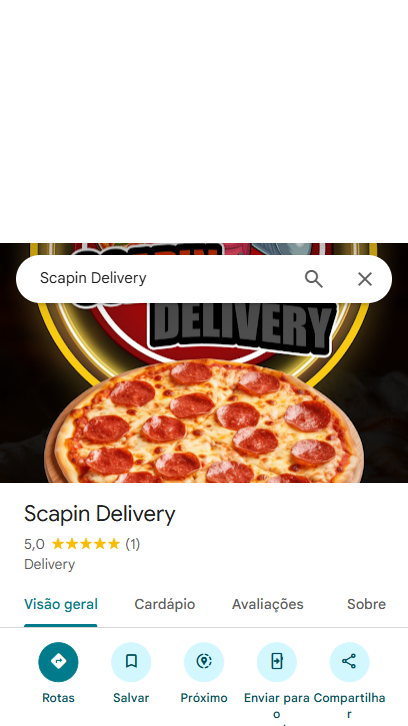 Scapin Delivery
DELIVERY
Scapin Delivery
5,0 ★★★★★ (1)
Delivery
Visão geral Cardápio Avaliações Sobre
Rotas Salvar Próximo Enviar para o Compartilhar